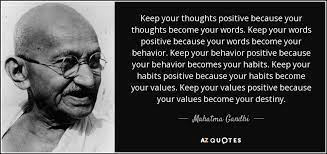 Keep your thoughts positive because your
thoughts become your words. Keep your words
positive because your words become your
behavior. Keep your behavior positive because
your behavior becomes your habits. Keep your
habits positive because your habits become
your values. Keep your values positive because
your values become your destiny.
Mahatma Gandhi
AZ QUOTES